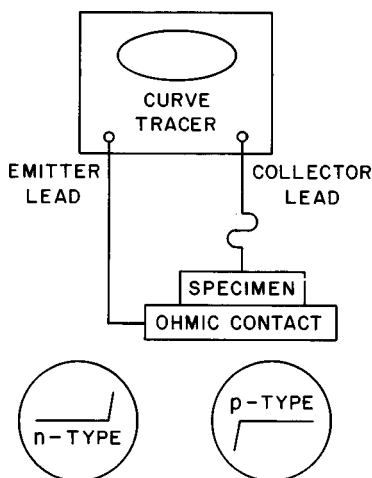 CURVE
TRACER
EMITTER
LEAD
COLLECTOR
LEAD
SPECIMEN
OHMIC CONTACT
n-TYPE
p-TYPE